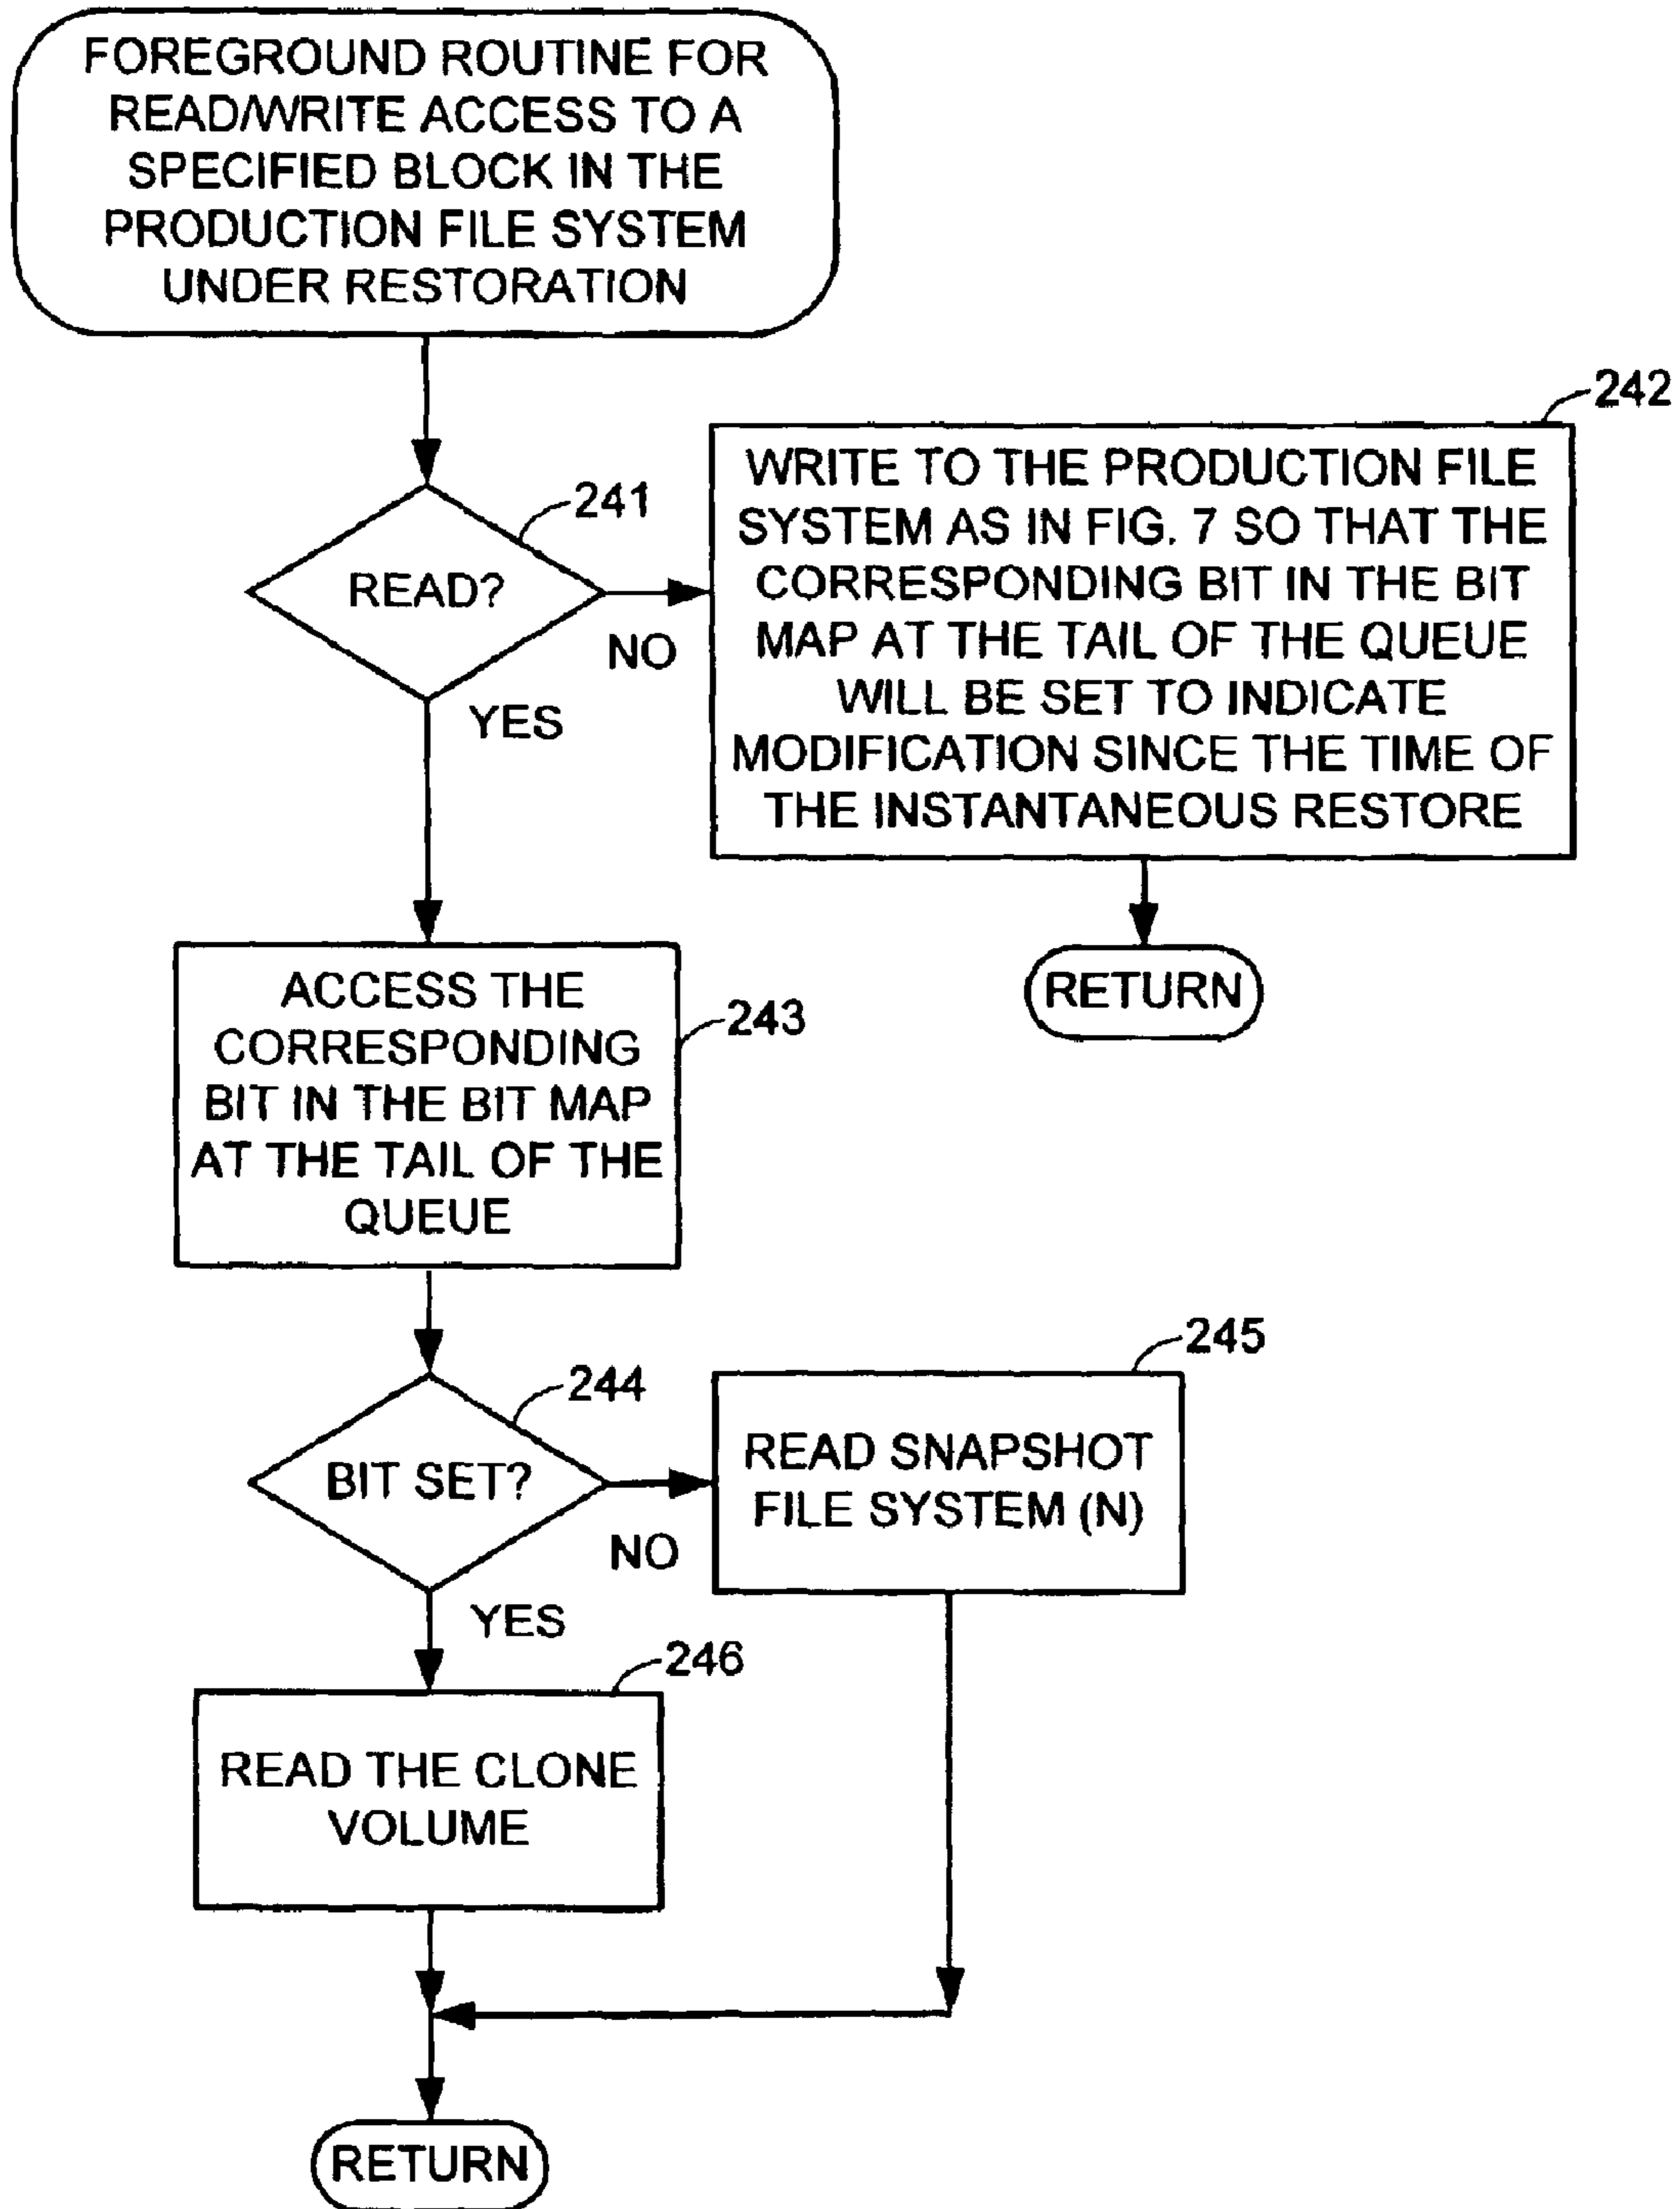 FOREGROUND ROUTINE FOR
READ/WRITE ACCESS TO A
SPECIFIED BLOCK IN THE
PRODUCTION FILE SYSTEM
UNDER RESTORATION
241
READ?
NO
YES
242
WRITE TO THE PRODUCTION FILE
SYSTEM AS IN FIG. 7 SO THAT THE
CORRESPONDING BIT IN THE BIT
MAP AT THE TAIL OF THE QUEUE
WILL BE SET TO INDICATE
MODIFICATION SINCE THE TIME OF
THE INSTANTANEOUS RESTORE
RETURN
243
ACCESS THE
CORRESPONDING
BIT IN THE BIT MAP
AT THE TAIL OF THE
QUEUE
244
BIT SET?
NO
YES
245
READ SNAPSHOT
FILE SYSTEM (N)
246
READ THE CLONE
VOLUME
RETURN